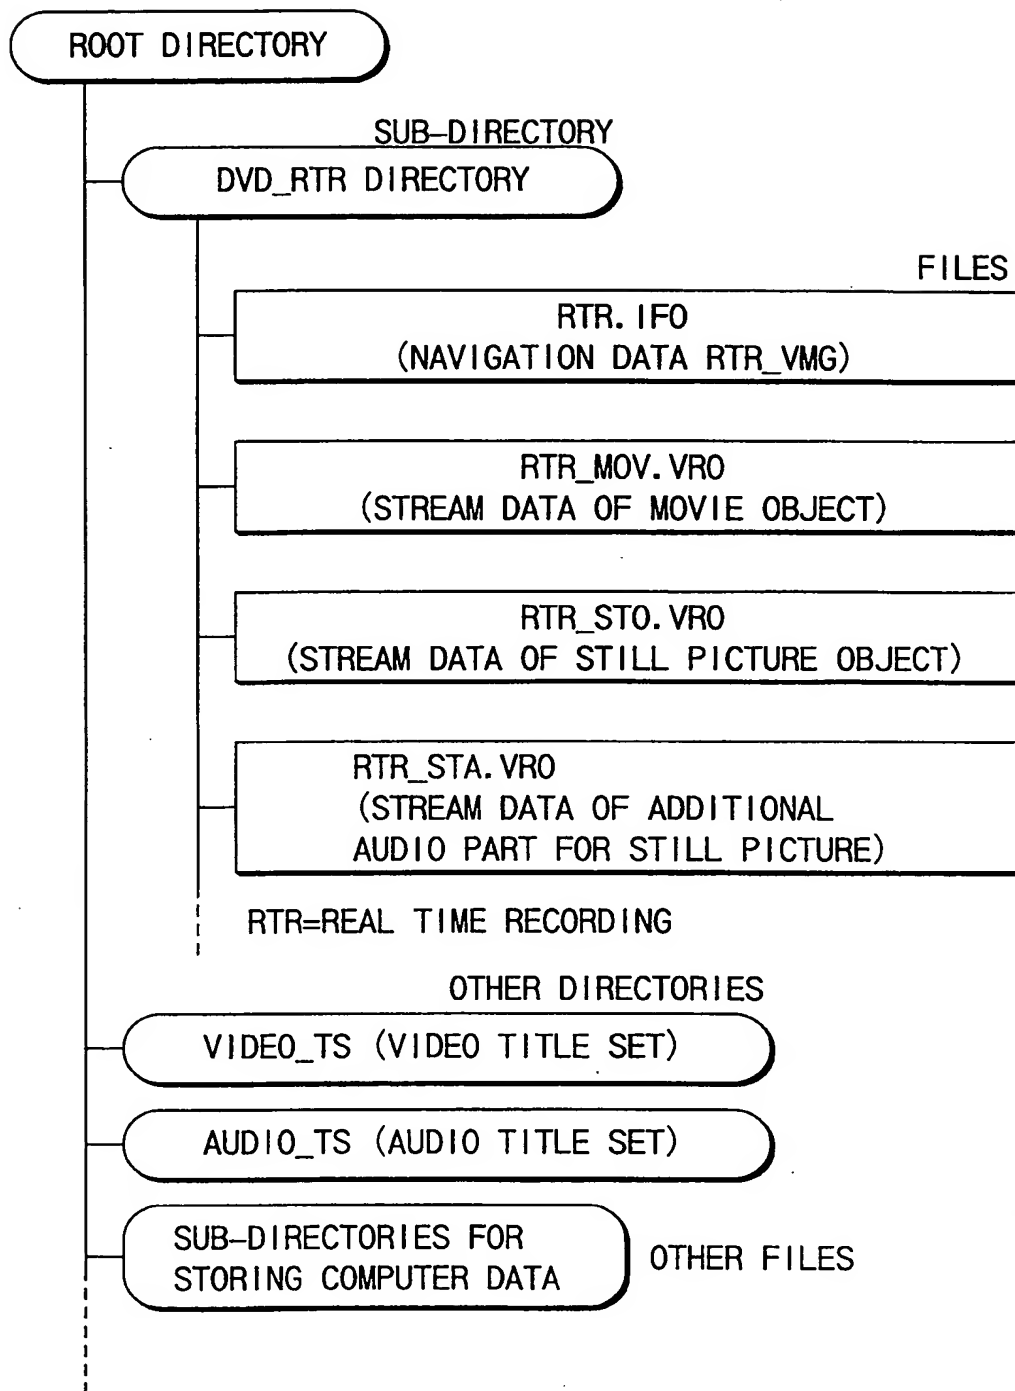 ROOT DIRECTORY
SUB-DIRECTORY
DVD_RTR DIRECTORY
FILES
RTR.IFO
(NAVIGATION DATA RTR_VMG)
RTR_MOV.VRO
(STREAM DATA OF MOVIE OBJECT)
RTR_STO.VRO
(STREAM DATA OF STILL PICTURE OBJECT)
RTR_STA.VRO
(STREAM DATA OF ADDITIONAL
AUDIO PART FOR STILL PICTURE)
RTR=REAL TIME RECORDING
OTHER DIRECTORIES
VIDEO_TS (VIDEO TITLE SET)
AUDIO_TS (AUDIO TITLE SET)
SUB-DIRECTORIES FOR
STORING COMPUTER DATA
OTHER FILES